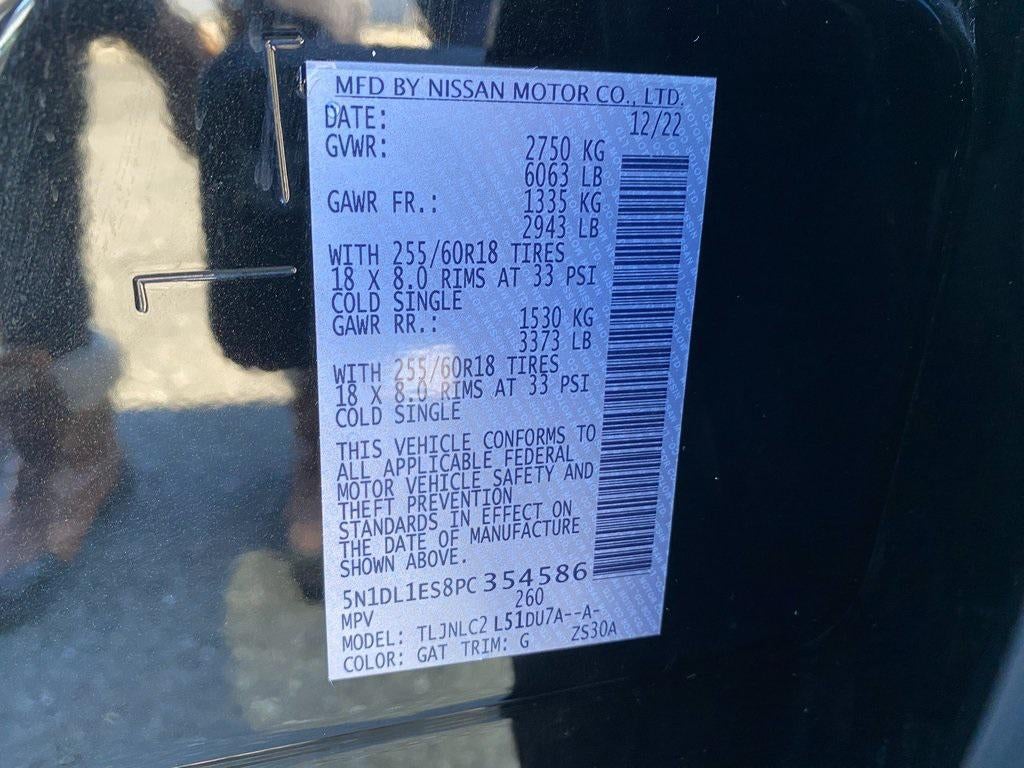 MFD BY NISSAN MOTOR CO., LTD.
DATE: 12/22
GVWR: 2750 KG
6063 LB
GAWR FR.: 1335 KG
2943 LB
WITH 255/60R18 TIRES
18 X 8.0 RIMS AT 33 PSI
COLD SINGLE
GAWR RR.: 1530 KG
3373 LB
WITH 255/60R18 TIRES
18 X 8.0 RIMS AT 33 PSI
COLD SINGLE
THIS VEHICLE CONFORMS TO
ALL APPLICABLE FEDERAL
MOTOR VEHICLE SAFETY AND
THEFT PREVENTION
STANDARDS IN EFFECT ON
THE DATE OF MANUFACTURE
SHOWN ABOVE.
5N1DL1ES8PC354586
MPV 260
MODEL: TLJNLC2 L51DU7A--A-
COLOR: GAT TRIM: G ZS30A